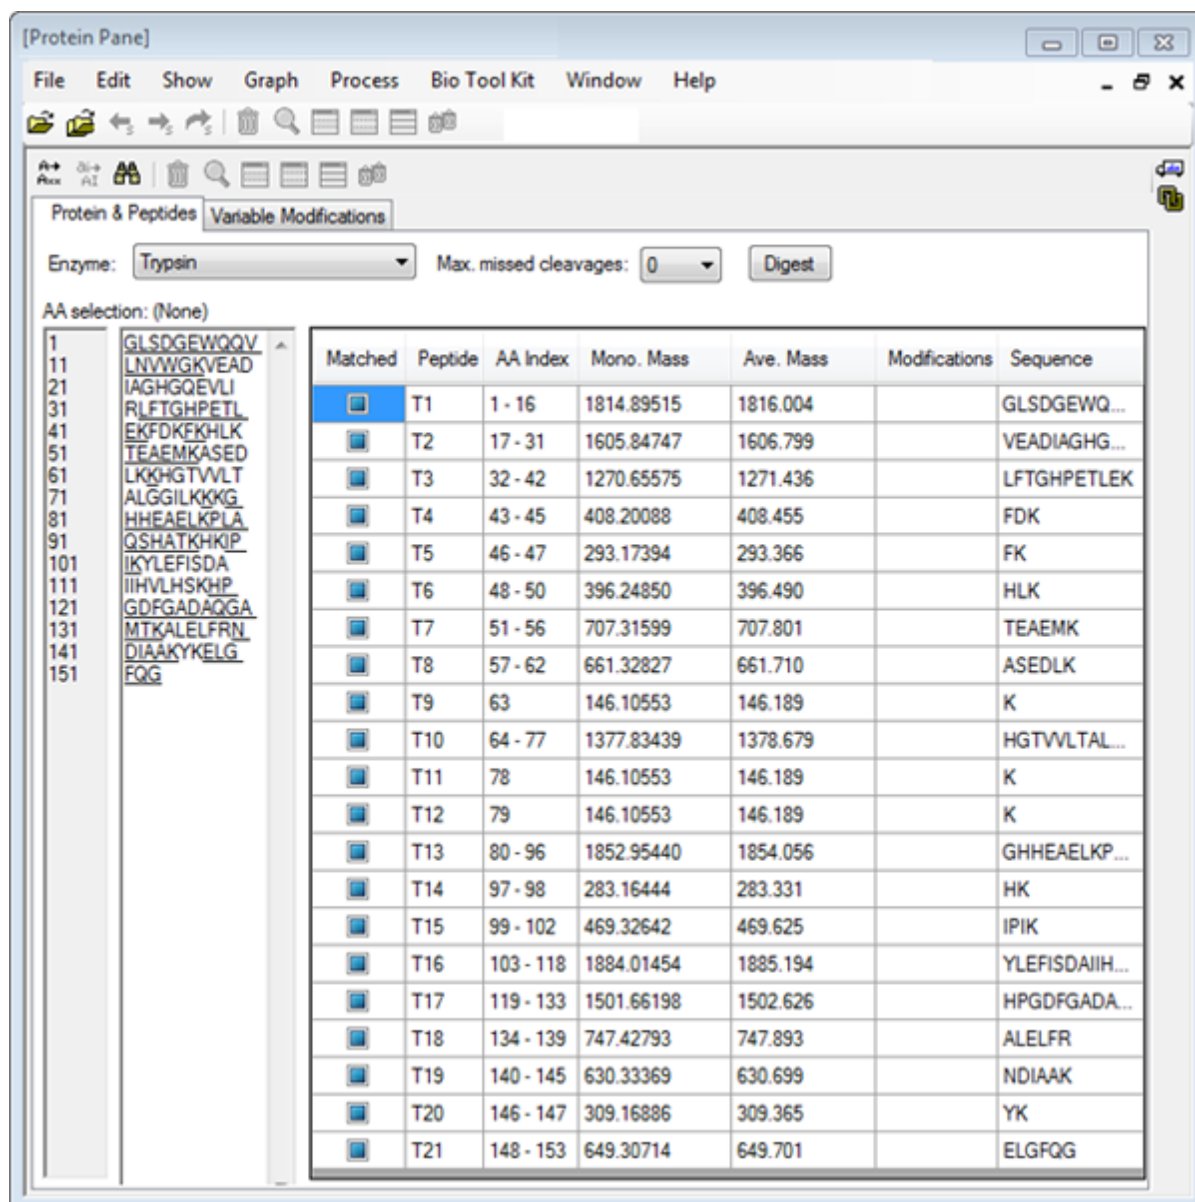 [Protein Pane]
File Edit Show Graph Process Bio Tool Kit Window Help
Protein & Peptides Variable Modifications
Enzyme: Trypsin Max. missed cleavages: 0 Digest
AA selection: (None)
1 GLSDGEWQQV
11 LNVWGKVEAD
21 IAGHGQEVLI
31 RLFTGHPETL
41 EKFDKFKHLK
51 TEAEMKASED
61 LKKHGTVVLT
71 ALGGILKKKG
81 HHEAELKPLA
91 QSHATKHKIP
101 IKYLEFISDA
111 IIHVLHSKHP
121 GDFGADAQGA
131 MTKALELFRN
141 DIAAKYKELG
151 FQG
Matched Peptide AA Index Mono. Mass Ave. Mass Modifications Sequence
T1 1 - 16 1814.89515 1816.004 GLSDGEWQ...
T2 17 - 31 1605.84747 1606.799 VEADIAGHG...
T3 32 - 42 1270.65575 1271.436 LFTGHPETLEK
T4 43 - 45 408.20088 408.455 FDK
T5 46 - 47 293.17394 293.366 FK
T6 48 - 50 396.24850 396.490 HLK
T7 51 - 56 707.31599 707.801 TEAEMK
T8 57 - 62 661.32827 661.710 ASEDLK
T9 63 146.10553 146.189 K
T10 64 - 77 1377.83439 1378.679 HGTVVLTAL...
T11 78 146.10553 146.189 K
T12 79 146.10553 146.189 K
T13 80 - 96 1852.95440 1854.056 GHHEAELKP...
T14 97 - 98 283.16444 283.331 HK
T15 99 - 102 469.32642 469.625 IPIK
T16 103 - 118 1884.01454 1885.194 YLEFISDAIIH...
T17 119 - 133 1501.66198 1502.626 HPGDFGADA...
T18 134 - 139 747.42793 747.893 ALELFR
T19 140 - 145 630.33369 630.699 NDIAAK
T20 146 - 147 309.16886 309.365 YK
T21 148 - 153 649.30714 649.701 ELGFQG